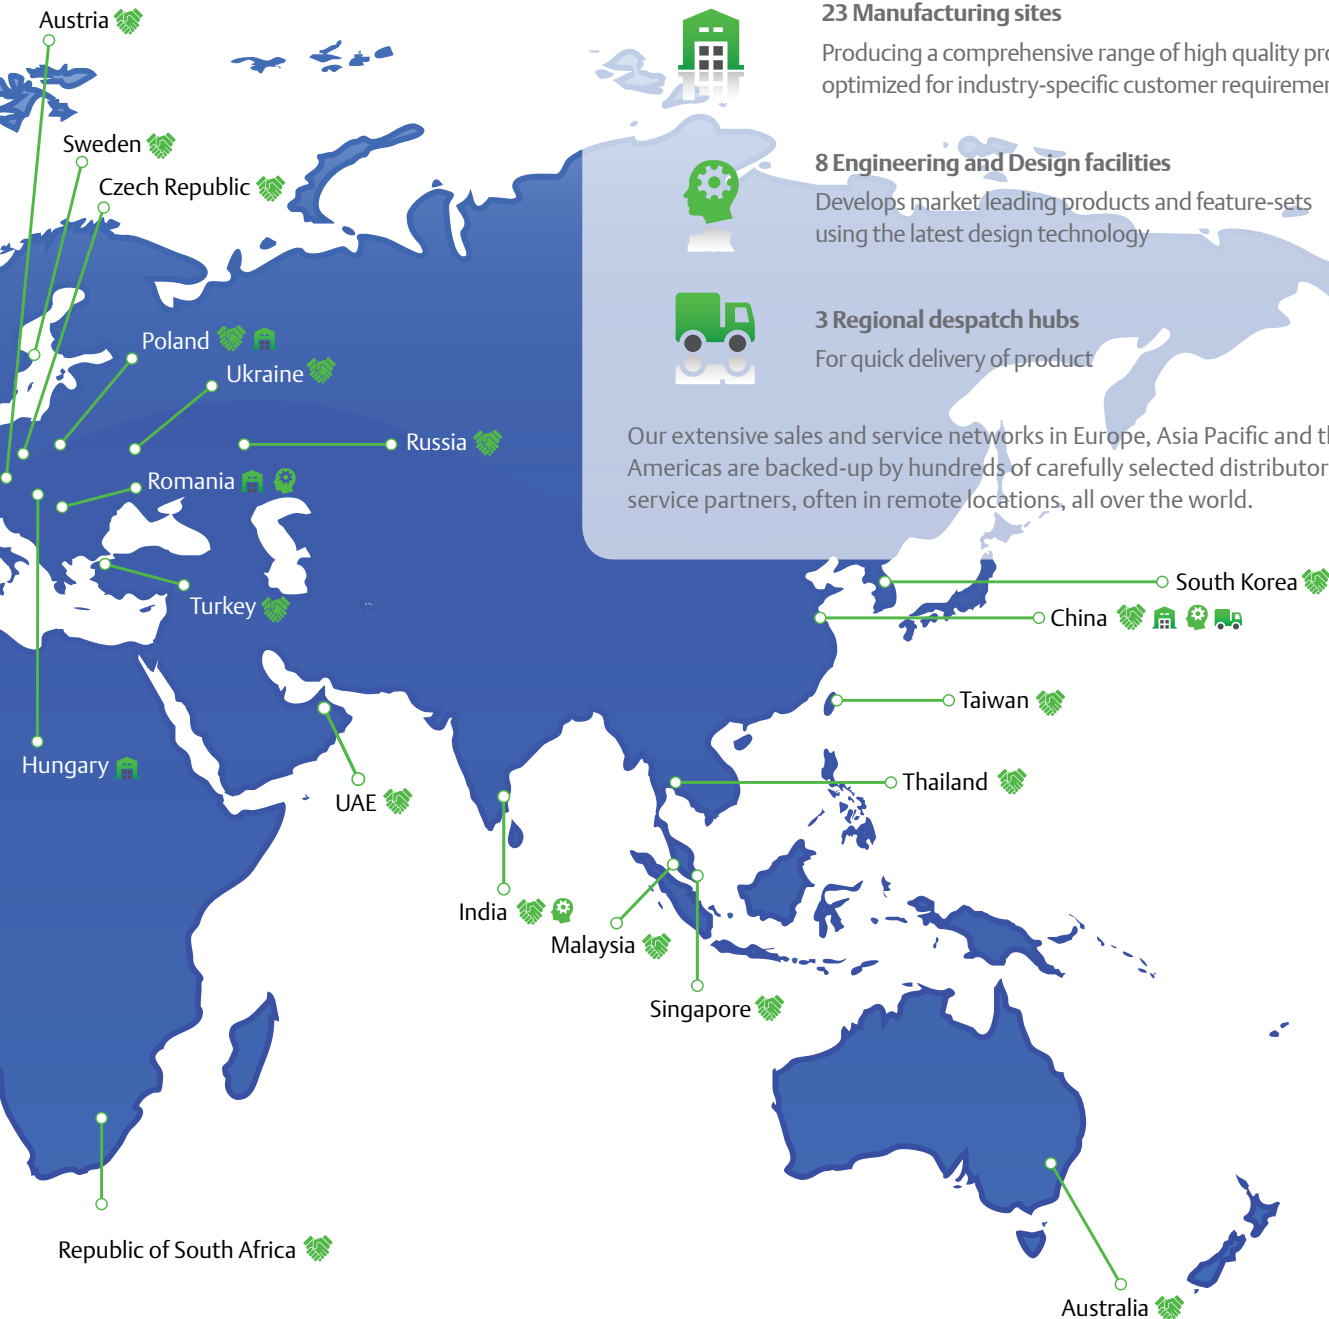 Austria
23 Manufacturing sites
Producing a comprehensive range of high quality pro
optimized for industry-specific customer requiremen
Sweden
Czech Republic
8 Engineering and Design facilities
Develops market leading products and feature-sets
using the latest design technology
3 Regional despatch hubs
For quick delivery of product
Poland
Ukraine
Russia
Our extensive sales and service networks in Europe, Asia Pacific and th
Americas are backed-up by hundreds of carefully selected distributor
service partners, often in remote locations, all over the world.
Romania
Turkey
South Korea
China
Taiwan
Hungary
UAE
Thailand
India
Malaysia
Singapore
Republic of South Africa
Australia